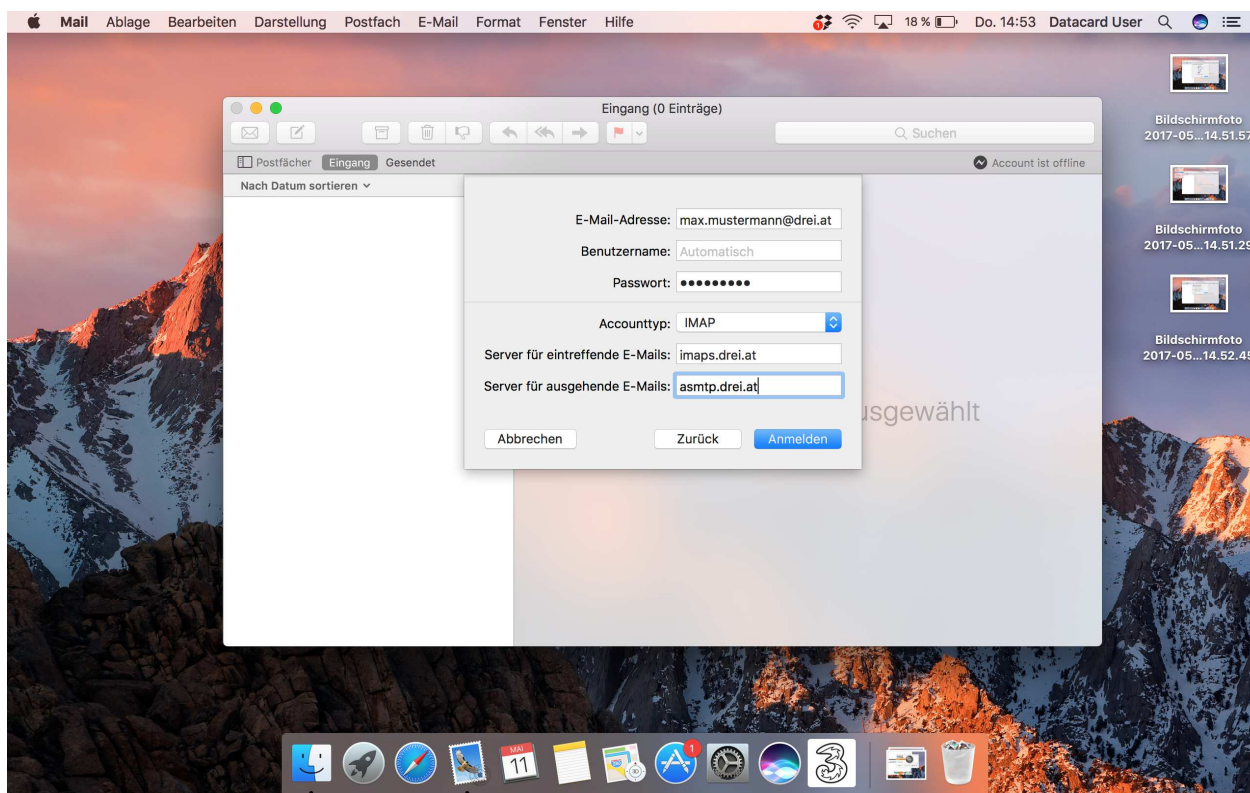 Mail Ablage Bearbeiten Darstellung Postfach E-Mail Format Fenster Hilfe 18 % Do. 14:53 Datacard User
Eingang (0 Einträge)
Suchen
Postfächer Eingang Gesendet Account ist offline
Nach Datum sortieren
E-Mail-Adresse: max.mustermann@drei.at
Benutzername: Automatisch
Passwort: •••••••••
Accounttyp: IMAP
Server für eintreffende E-Mails: imaps.drei.at
Server für ausgehende E-Mails: asmtp.drei.at
usgewählt
Abbrechen Zurück Anmelden
Bildschirmfoto
2017-05...14.51.57
Bildschirmfoto
2017-05...14.51.29
Bildschirmfoto
2017-05...14.52.45
MAI
11
1
3